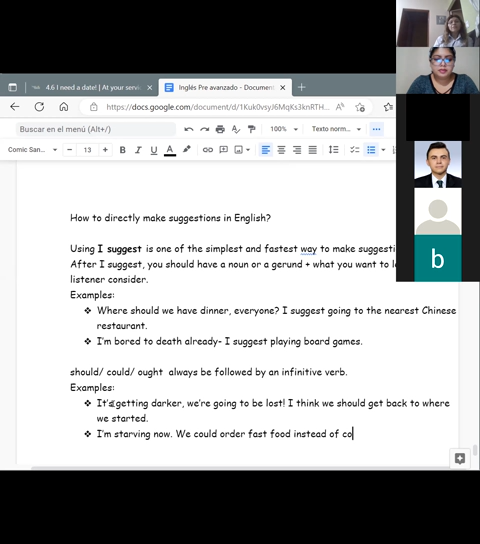 4.6 I need a date! | At your servi
Inglés Pre avanzado - Document
https://docs.google.com/document/d/1Kuk0vsyJ6MqKs3knRTH...
Buscar en el menú (Alt+/)
100%
Texto norm...
Comic San...
13
B I U A
How to directly make suggestions in English?
Using I suggest is one of the simplest and fastest way to make suggesti
After I suggest, you should have a noun or a gerund + what you want to
listener consider.
Examples:
❖ Where should we have dinner, everyone? I suggest going to the nearest Chinese
restaurant.
❖ I'm bored to death already- I suggest playing board games.
should/ could/ ought always be followed by an infinitive verb.
Examples:
❖ It's getting darker, we're going to be lost! I think we should get back to where
we started.
❖ I'm starving now. We could order fast food instead of co
b